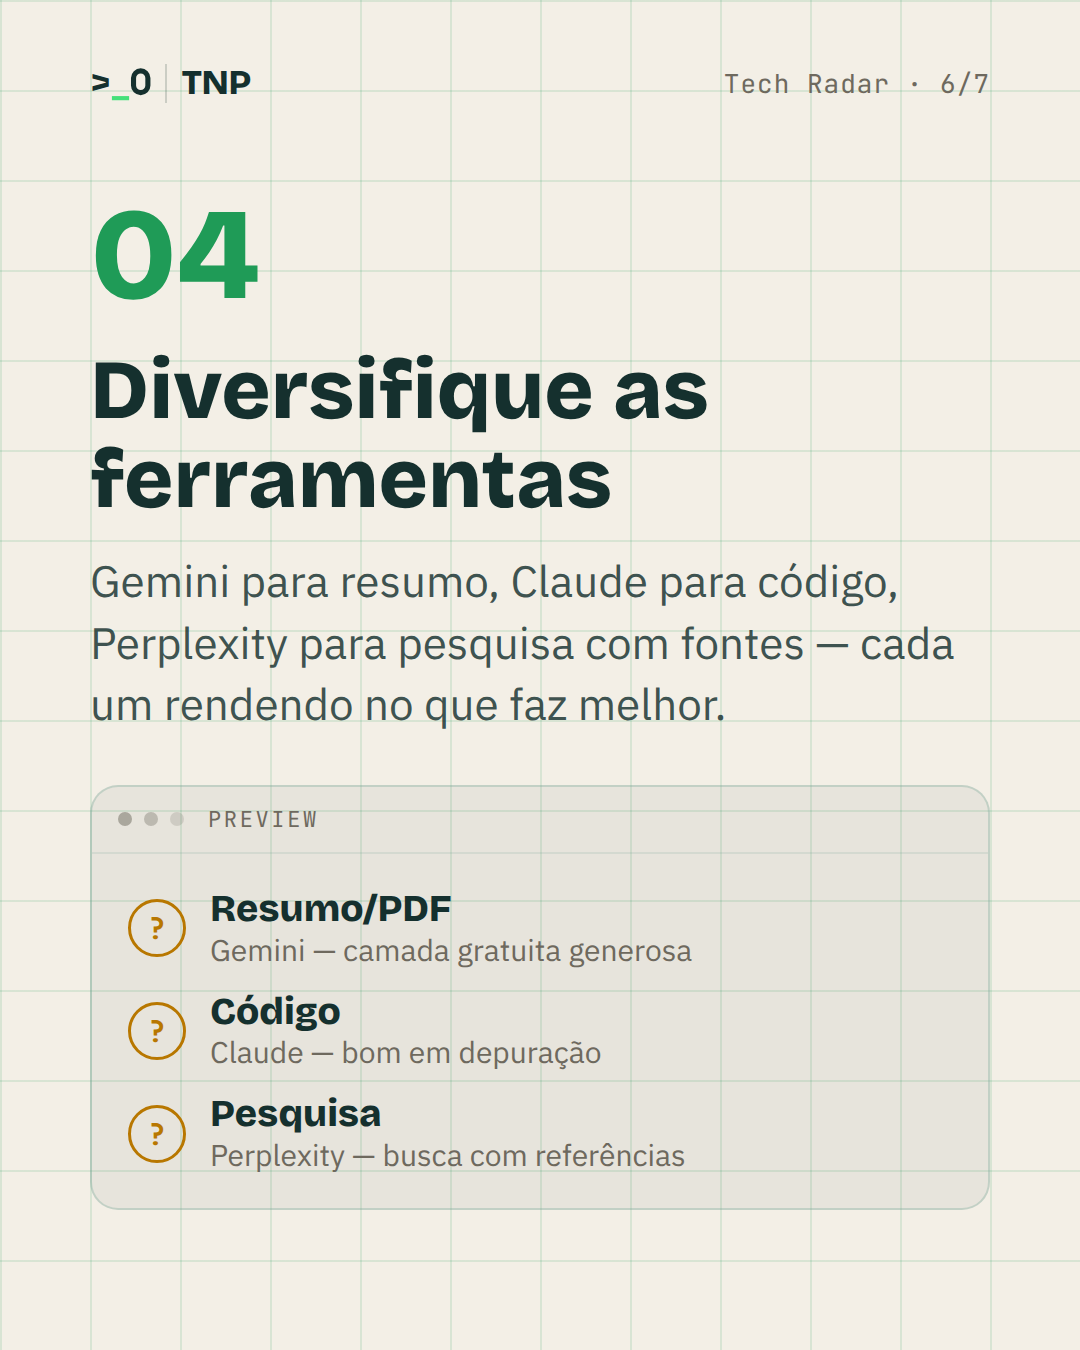 >_0 | TNP
Tech Radar · 6/7
04
Diversifique as
ferramentas
Gemini para resumo, Claude para código,
Perplexity para pesquisa com fontes — cada
um rendendo no que faz melhor.
PREVIEW
?
Resumo/PDF
Gemini — camada gratuita generosa
?
Código
Claude — bom em depuração
?
Pesquisa
Perplexity — busca com referências